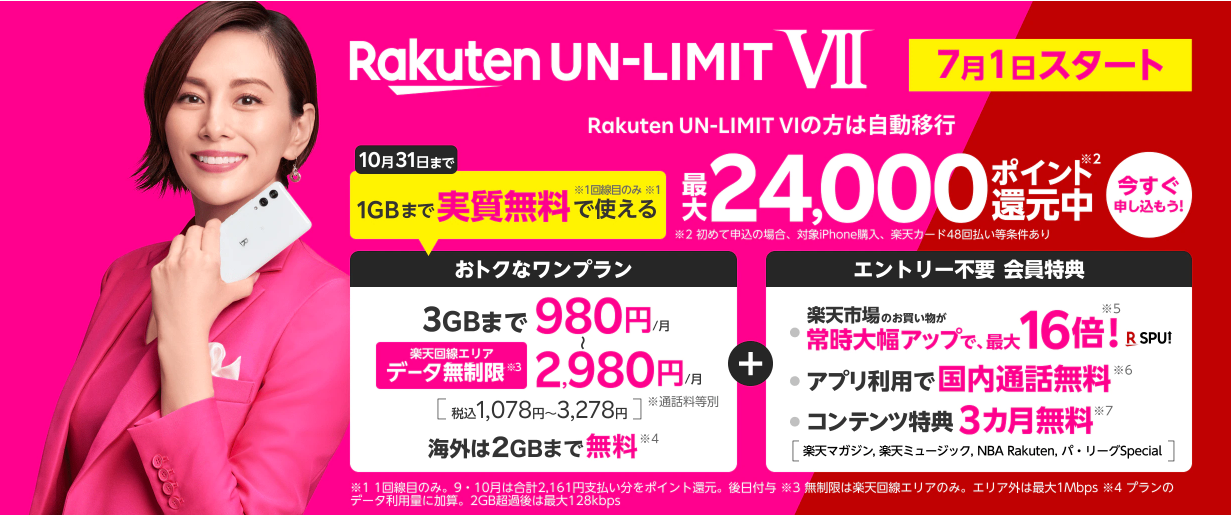 Rakuten UN-LIMIT VII
7月1日スタート
Rakuten UN-LIMIT VIの方は自動移行
10月31日まで
1GBまで実質無料で使える
※1回線目のみ ※1
最大24,000ポイント還元中※2
今すぐ
申し込もう!
※2 初めて申込の場合、対象iPhone購入、楽天カード48回払い等条件あり
おトクなワンプラン
3GBまで 980円/月
~
楽天回線エリア
データ無制限※3
2,980円/月
[ 税込1,078円~3,278円 ] ※通話料等別
海外は2GBまで無料※4
+
エントリー不要 会員特典
● 楽天市場のお買い物が
常時大幅アップで、最大16倍!※5
R SPU!
● アプリ利用で国内通話無料※6
● コンテンツ特典 3カ月無料※7
[ 楽天マガジン, 楽天ミュージック, NBA Rakuten, パ・リーグSpecial ]
※1 1回線目のみ。9・10月は合計2,161円支払い分をポイント還元。後日付与 ※3 無制限は楽天回線エリアのみ。エリア外は最大1Mbps ※4 プランの
データ利用量に加算。2GB超過後は最大128kbps